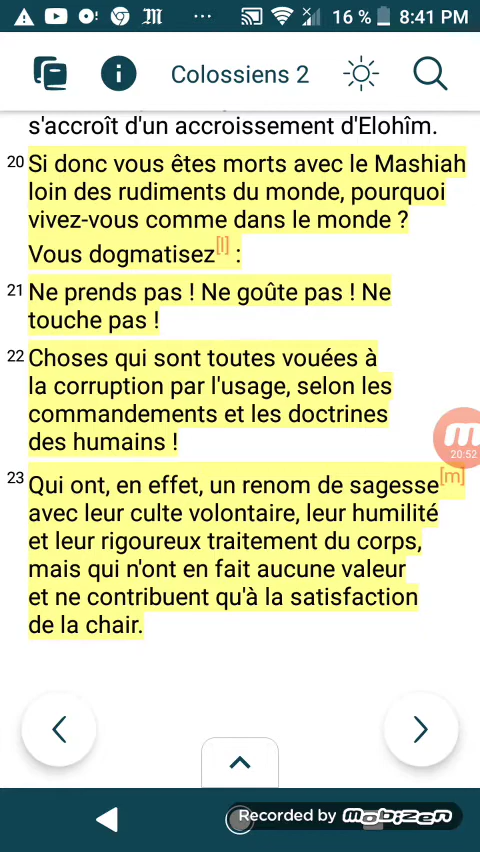 16 % 8:41 PM
Colossiens 2
s'accroît d'un accroissement d'Elohîm.
20 Si donc vous êtes morts avec le Mashiah
loin des rudiments du monde, pourquoi
vivez-vous comme dans le monde ?
Vous dogmatisez[l] :
21 Ne prends pas ! Ne goûte pas ! Ne
touche pas !
22 Choses qui sont toutes vouées à
la corruption par l'usage, selon les
commandements et les doctrines
des humains !
23 Qui ont, en effet, un renom de sagesse[m]
avec leur culte volontaire, leur humilité
et leur rigoureux traitement du corps,
mais qui n'ont en fait aucune valeur
et ne contribuent qu'à la satisfaction
de la chair.
20:52
Recorded by Mobizen